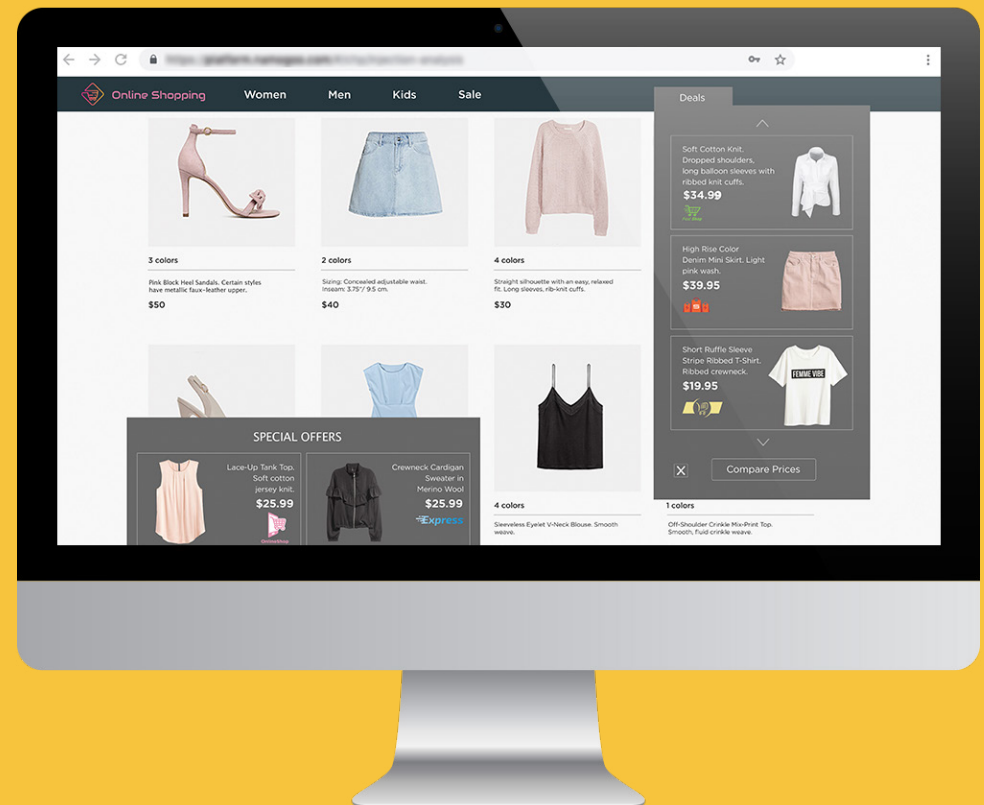 Online Shopping
Women
Men
Kids
Sale
Deals
3 colors
Pink Block Heel Sandals. Certain styles
have metallic faux-leather upper.
$50
2 colors
Sizing: Concealed adjustable waist.
Inseam: 3.75"/ 9.5 cm.
$40
4 colors
Straight silhouette with an easy, relaxed
fit. Long sleeves, rib-knit cuffs.
$30
Soft Cotton Knit.
Dropped shoulders,
long balloon sleeves with
ribbed knit cuffs.
$34.99
High Rise Color
Denim Mini Skirt. Light
pink wash.
$39.95
Short Ruffle Sleeve
Stripe Ribbed T-Shirt.
Ribbed crewneck.
$19.95
FEMME VIBE
X
Compare Prices
SPECIAL OFFERS
Lace-Up Tank Top.
Soft cotton
jersey knit.
$25.99
OnlineShop
Crewneck Cardigan
Sweater in
Merino Wool
$25.99
Express
4 colors
Sleeveless Eyelet V-Neck Blouse. Smooth
weave.
1 colors
Off-Shoulder Crinkle Mix-Print Top.
Smooth, fluid crinkle weave.